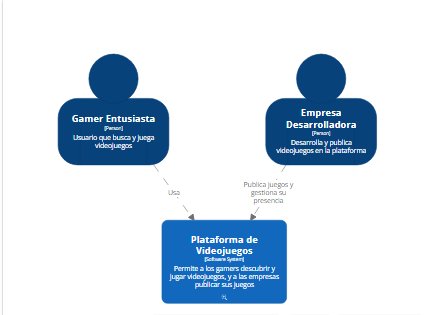 Gamer Entusiasta
[Person]
Usuario que busca y juega
videojuegos
Empresa
Desarrolladora
[Person]
Desarrolla y publica
videojuegos en la plataforma
Usa
Publica juegos y
gestiona su
presencia
Plataforma de
Videojuegos
[Software System]
Permite a los gamers descubrir y
jugar videojuegos, y a las empresas
publicar sus juegos